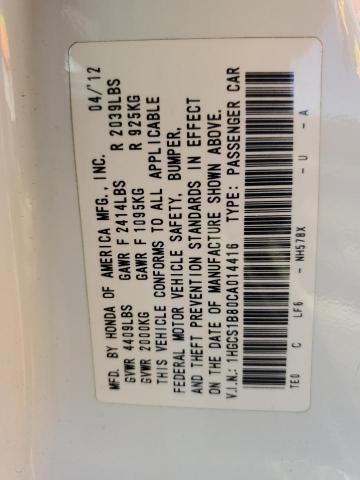 MFD. BY HONDA OF AMERICA MFG., INC. 04/'12
GVWR 4409LBS GAWR F 2414LBS R 2039LBS
GVWR 2000KG GAWR F 1095KG R 925KG
THIS VEHICLE CONFORMS TO ALL APPLICABLE
FEDERAL MOTOR VEHICLE SAFETY, BUMPER,
AND THEFT PREVENTION STANDARDS IN EFFECT
ON THE DATE OF MANUFACTURE SHOWN ABOVE.
V.I.N.: 1HGCS1B80CA014416 TYPE: PASSENGER CAR
TE0 C LF6 - NH578X - U - A